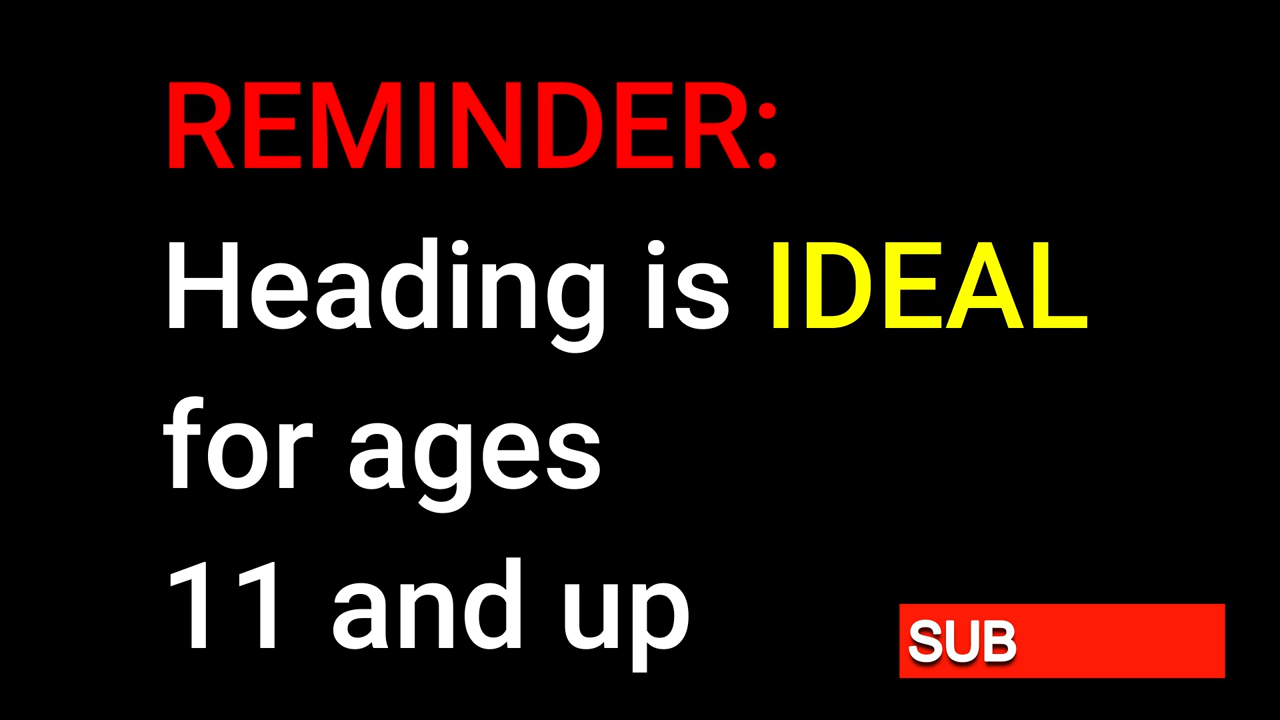 REMINDER:
Heading is IDEAL
for ages
11 and up
SUB